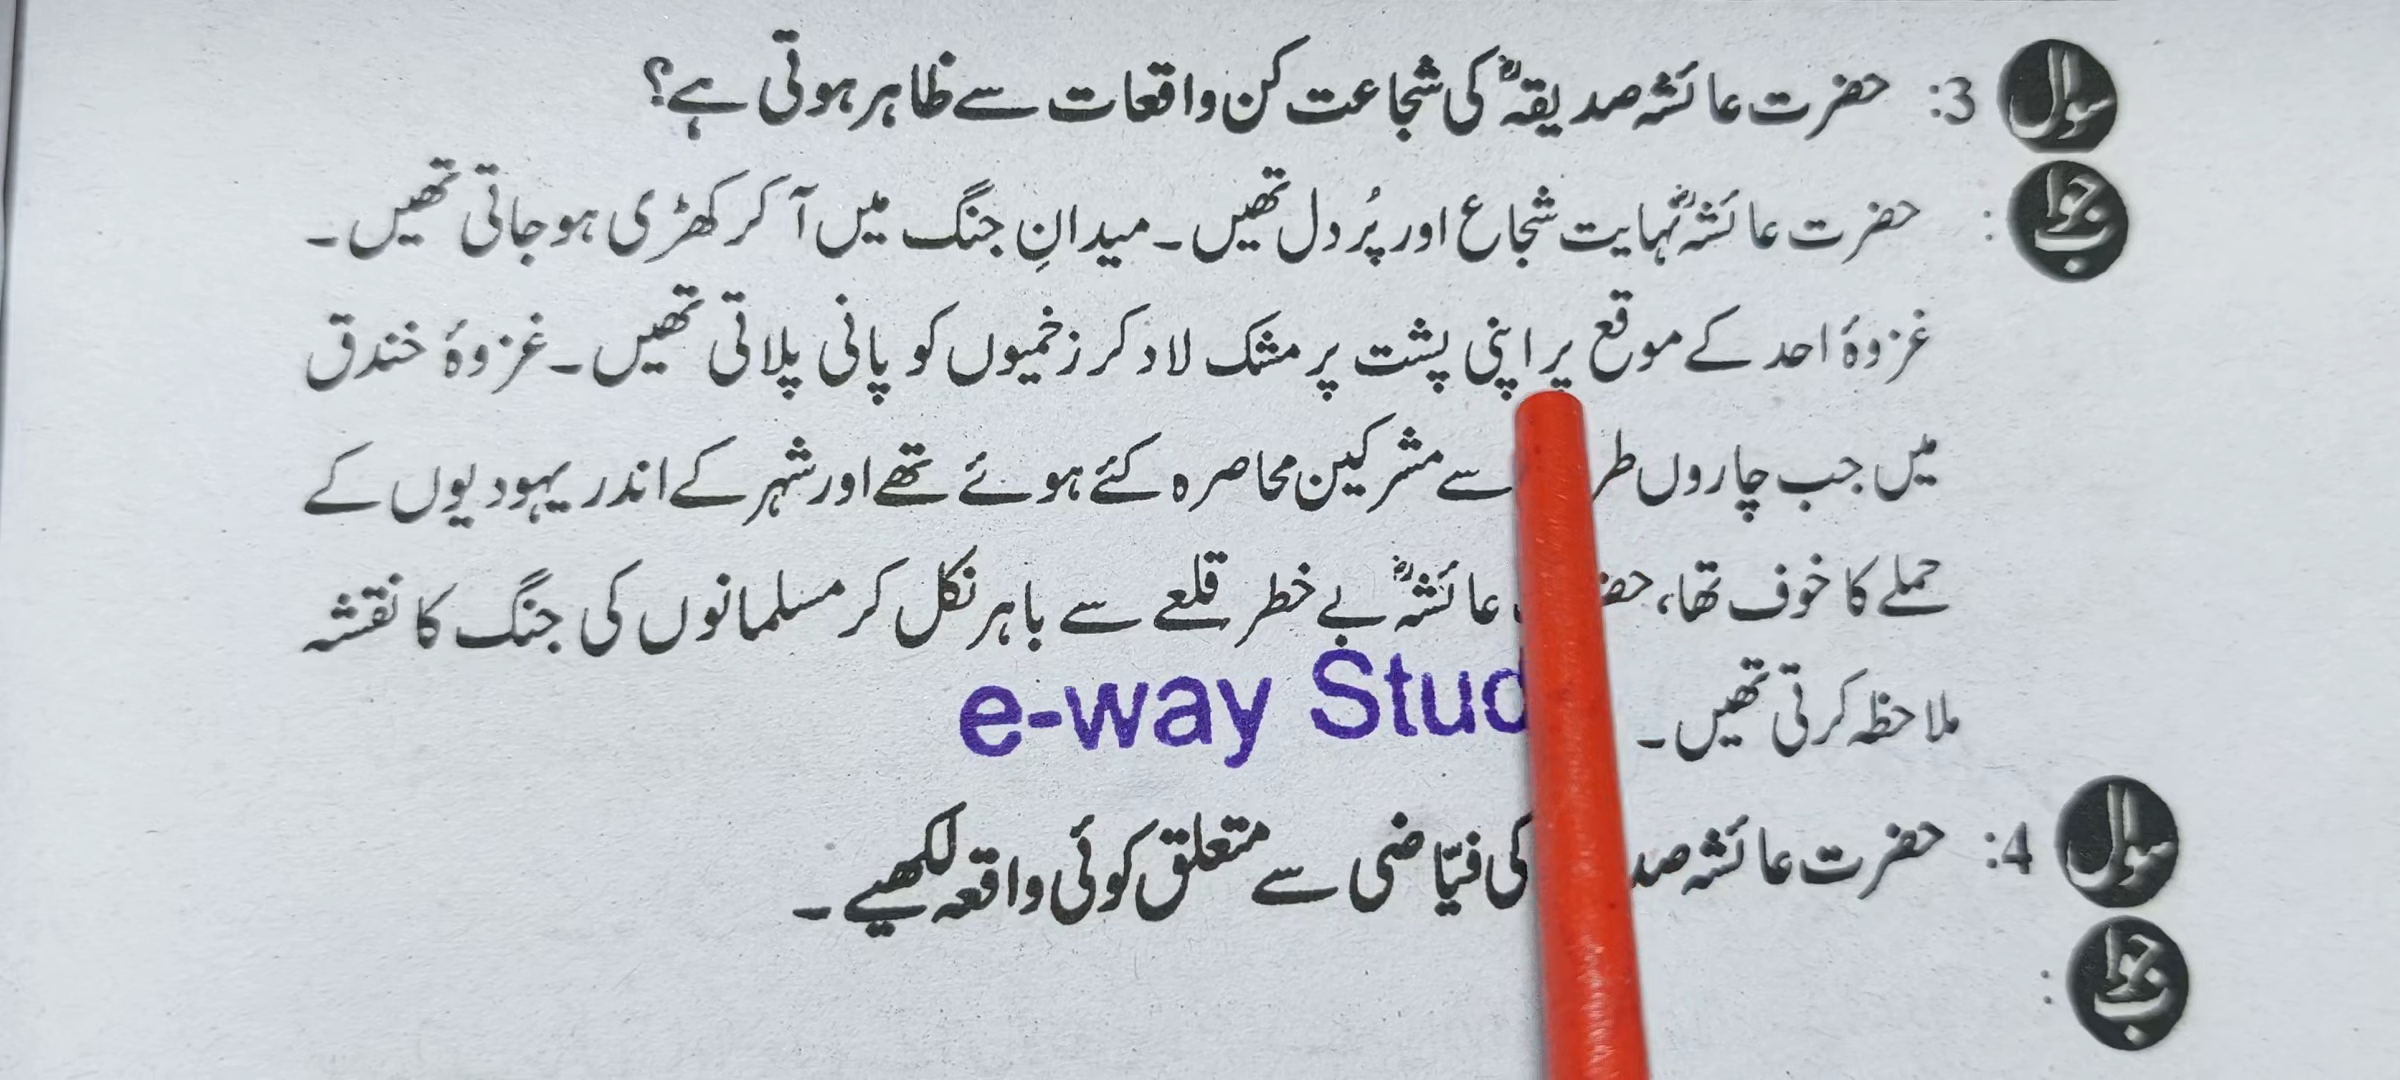 سوال 3: حضرت عائشہ صدیقہؓ کی شجاعت کن واقعات سے ظاہر ہوتی ہے؟
جواب : حضرت عائشہؓ نہایت شجاع اور پُر دل تھیں۔ میدانِ جنگ میں آ کر کھڑی ہو جاتی تھیں۔
غزوۂ احد کے موقع پر اپنی پشت پر مشک لاد کر زخمیوں کو پانی پلاتی تھیں۔ غزوۂ خندق
میں جب چاروں سے مشرکین محاصرہ کئے ہوئے تھے اور شہر کے اندر یہودیوں کے
حملے کا خوف تھا، عائشہؓ بے خطر قلعے سے باہر نکل کر مسلمانوں کی جنگ کا نقشہ
ملاحظہ کرتی تھیں۔
e-way Stud
سوال 4: حضرت عائشہ کی فیّاضی سے متعلق کوئی واقعہ لکھیے۔
جواب :